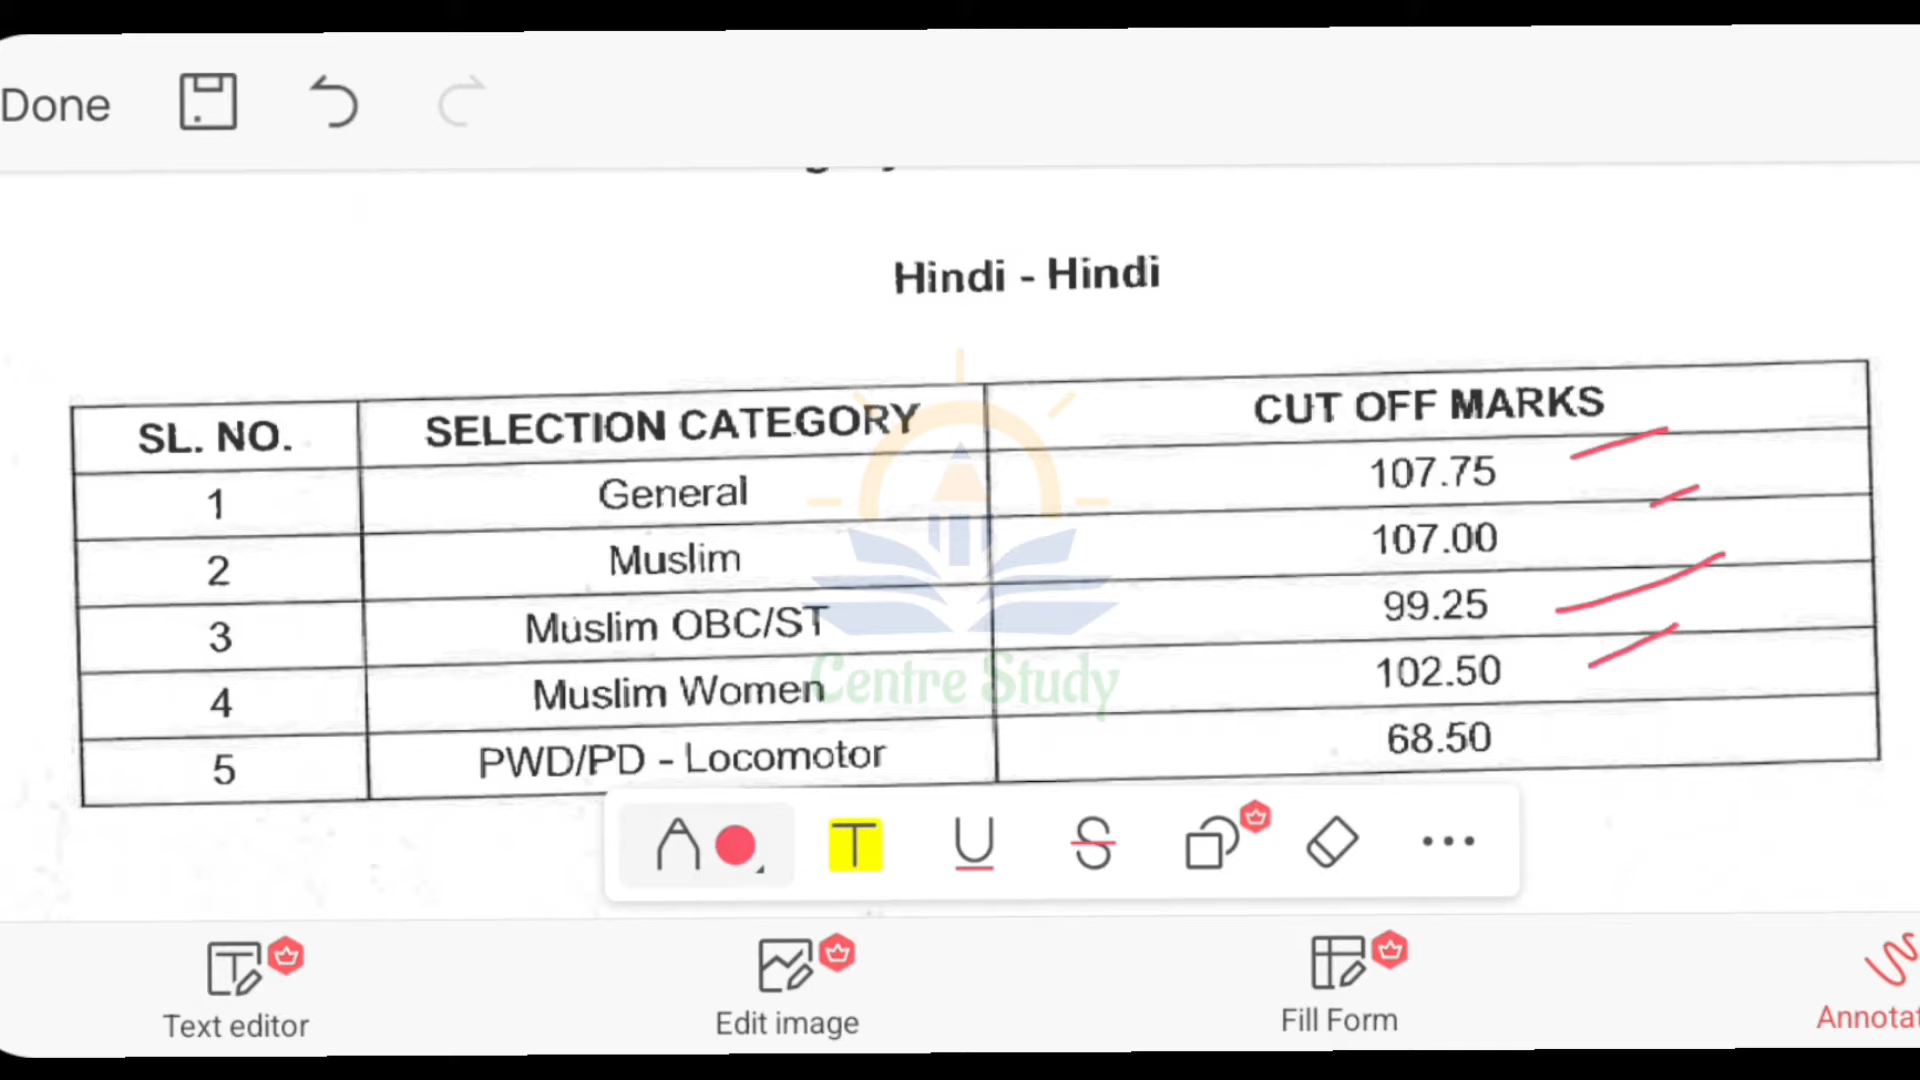 Done
Hindi - Hindi
SL. NO. SELECTION CATEGORY CUT OFF MARKS
1 General 107.75
2 Muslim 107.00
3 Muslim OBC/ST 99.25
4 Muslim Women 102.50
5 PWD/PD - Locomotor 68.50
Centre Study
T U S
Text editor Edit image Fill Form Annotat